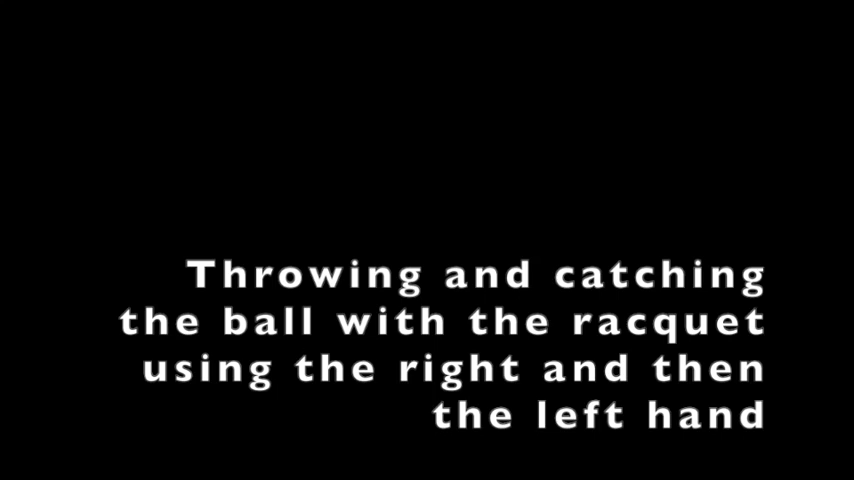 Throwing and catching
the ball with the racquet
using the right and then
the left hand